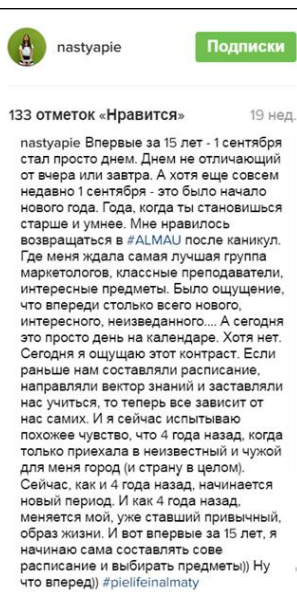 nastyapie
Подписки
133 отметок «Нравится»
19 нед.
nastyapie Впервые за 15 лет - 1 сентября
стал просто днем. Днем не отличающий
от вчера или завтра. А хотя еще совсем
недавно 1 сентября - это было начало
нового года. Года, когда ты становишься
старше и умнее. Мне нравилось
возвращаться в #ALMAU после каникул.
Где меня ждала самая лучшая группа
маркетологов, классные преподаватели,
интересные предметы. Было ощущение,
что впереди столько всего нового,
интересного, неизведанного.... А сегодня
это просто день на календаре. Хотя нет.
Сегодня я ощущаю этот контраст. Если
раньше нам составляли расписание,
направляли вектор знаний и заставляли
нас учиться, то теперь все зависит от
нас самих. И я сейчас испытываю
похожее чувство, что 4 года назад, когда
только приехала в неизвестный и чужой
для меня город (и страну в целом).
Сейчас, как и 4 года назад, начинается
новый период. И как 4 года назад,
меняется мой, уже ставший привычный,
образ жизни. И вот впервые за 15 лет, я
начинаю сама составлять сове
расписание и выбирать предметы)) Ну
что вперед)) #pielifeinalmaty